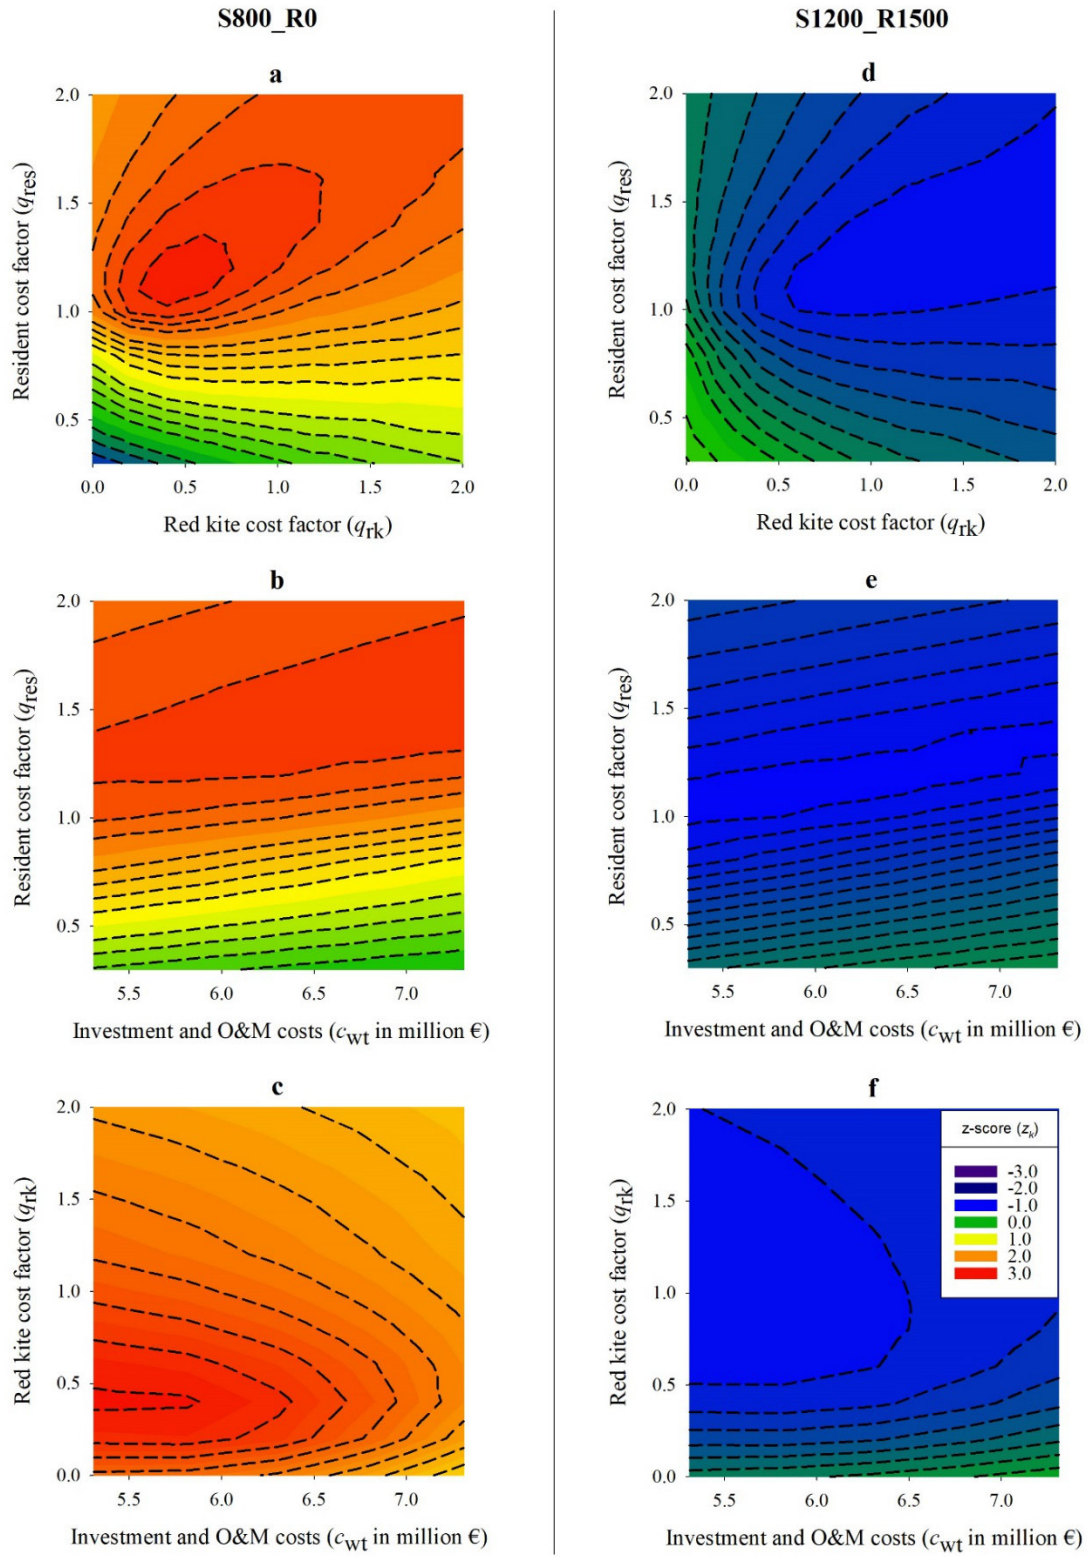 S800_R0
S1200_R1500
a
2.0
1.5
1.0
0.5
Resident cost factor (qres)
0.0 0.5 1.0 1.5 2.0
Red kite cost factor (qrk)
d
2.0
1.5
1.0
0.5
Resident cost factor (qres)
0.0 0.5 1.0 1.5 2.0
Red kite cost factor (qrk)
b
2.0
1.5
1.0
0.5
Resident cost factor (qres)
5.5 6.0 6.5 7.0
Investment and O&M costs (cwt in million €)
e
2.0
1.5
1.0
0.5
Resident cost factor (qres)
5.5 6.0 6.5 7.0
Investment and O&M costs (cwt in million €)
c
2.0
1.5
1.0
0.5
0.0
Red kite cost factor (qrk)
5.5 6.0 6.5 7.0
Investment and O&M costs (cwt in million €)
f
2.0
1.5
1.0
0.5
0.0
Red kite cost factor (qrk)
z-score (zk)
-3.0
-2.0
-1.0
0.0
1.0
2.0
3.0
5.5 6.0 6.5 7.0
Investment and O&M costs (cwt in million €)